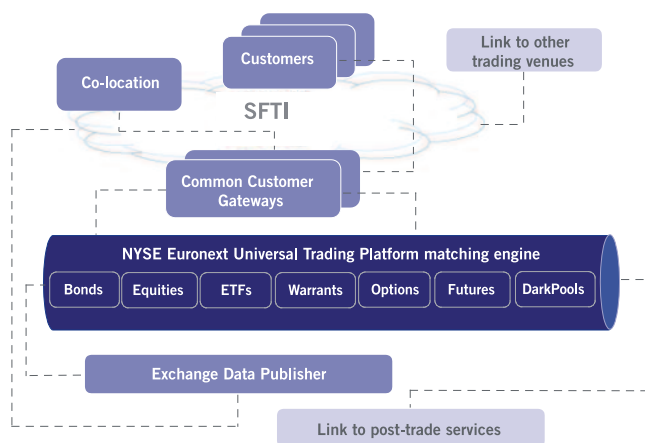 Customers
Link to other
trading venues
Co-location
SFTI
Common Customer
Gateways
NYSE Euronext Universal Trading Platform matching engine
Bonds
Equities
ETFs
Warrants
Options
Futures
DarkPools
Exchange Data Publisher
Link to post-trade services